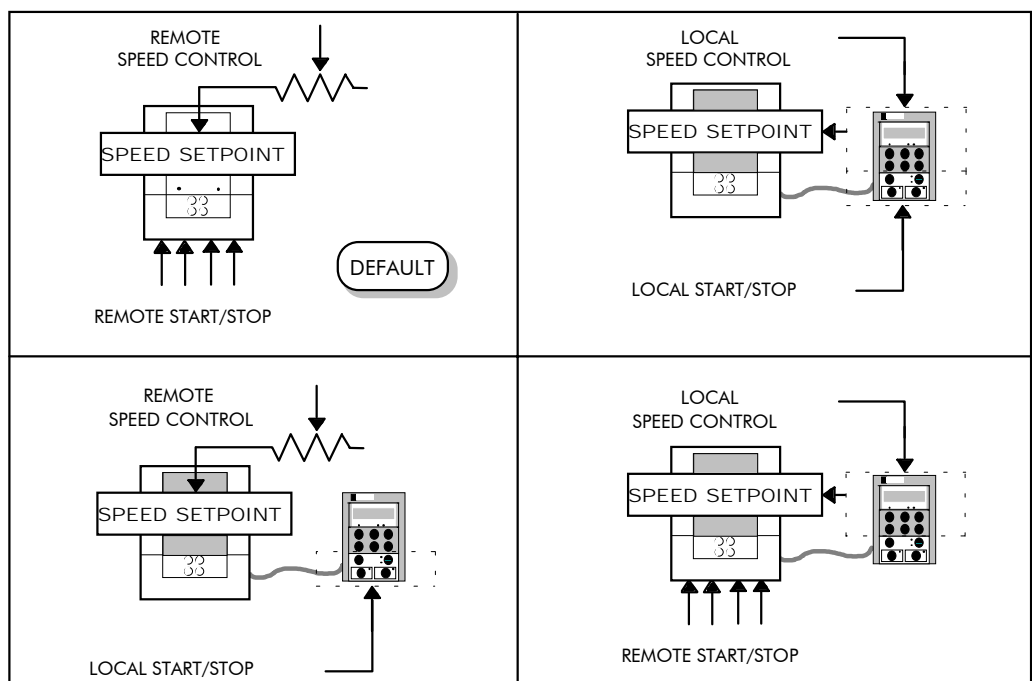 REMOTE
SPEED CONTROL
SPEED SETPOINT
DEFAULT
REMOTE START/STOP
LOCAL
SPEED CONTROL
SPEED SETPOINT
LOCAL START/STOP
REMOTE
SPEED CONTROL
SPEED SETPOINT
LOCAL START/STOP
LOCAL
SPEED CONTROL
SPEED SETPOINT
REMOTE START/STOP